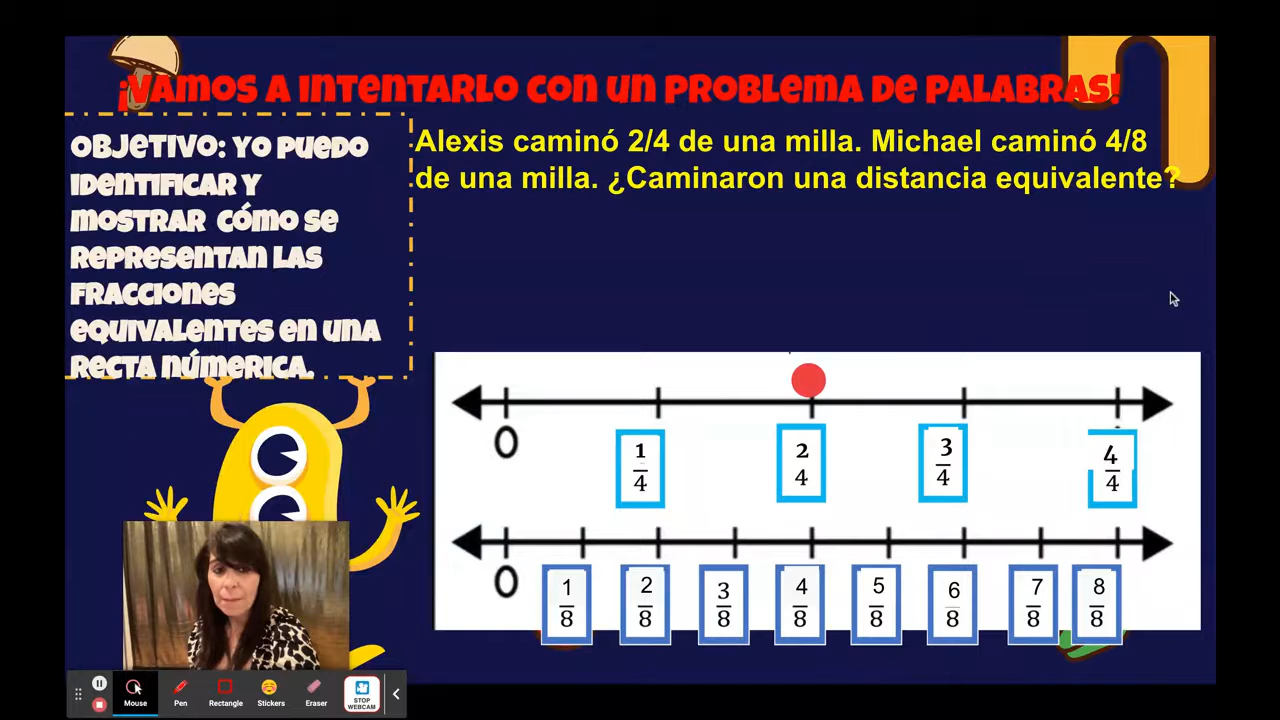 ¡VAMOS A INTENTARLO CON UN PROBLEMA DE PALABRAS!
OBJETIVO: YO PUEDO
IDENTIFICAR Y
MOSTRAR CÓMO SE
REPRESENTAN LAS
FRACCIONES
EQUIVALENTES EN UNA
RECTA NÚMERICA.
Alexis caminó 2/4 de una milla. Michael caminó 4/8
de una milla. ¿Caminaron una distancia equivalente?
0 1/4 2/4 3/4 4/4
0 1/8 2/8 3/8 4/8 5/8 6/8 7/8 8/8
Mouse Pen Rectangle Stickers Eraser STOP WEBCAM